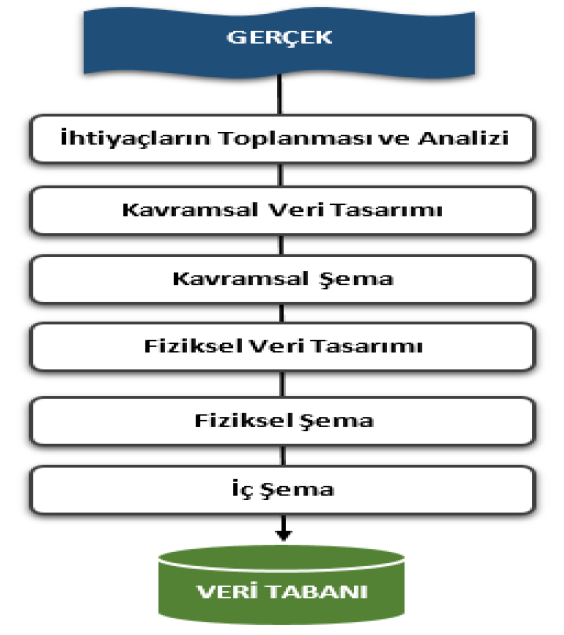 GERÇEK
İhtiyaçların Toplanması ve Analizi
Kavramsal Veri Tasarımı
Kavramsal Şema
Fiziksel Veri Tasarımı
Fiziksel Şema
İç Şema
VERİ TABANI